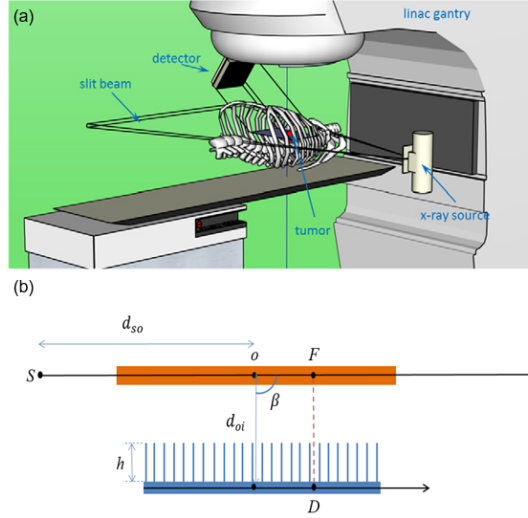 (a)
linac gantry
detector
slit beam
tumor
x-ray source
(b)
d_so
S
o
F
β
d_oi
h
D